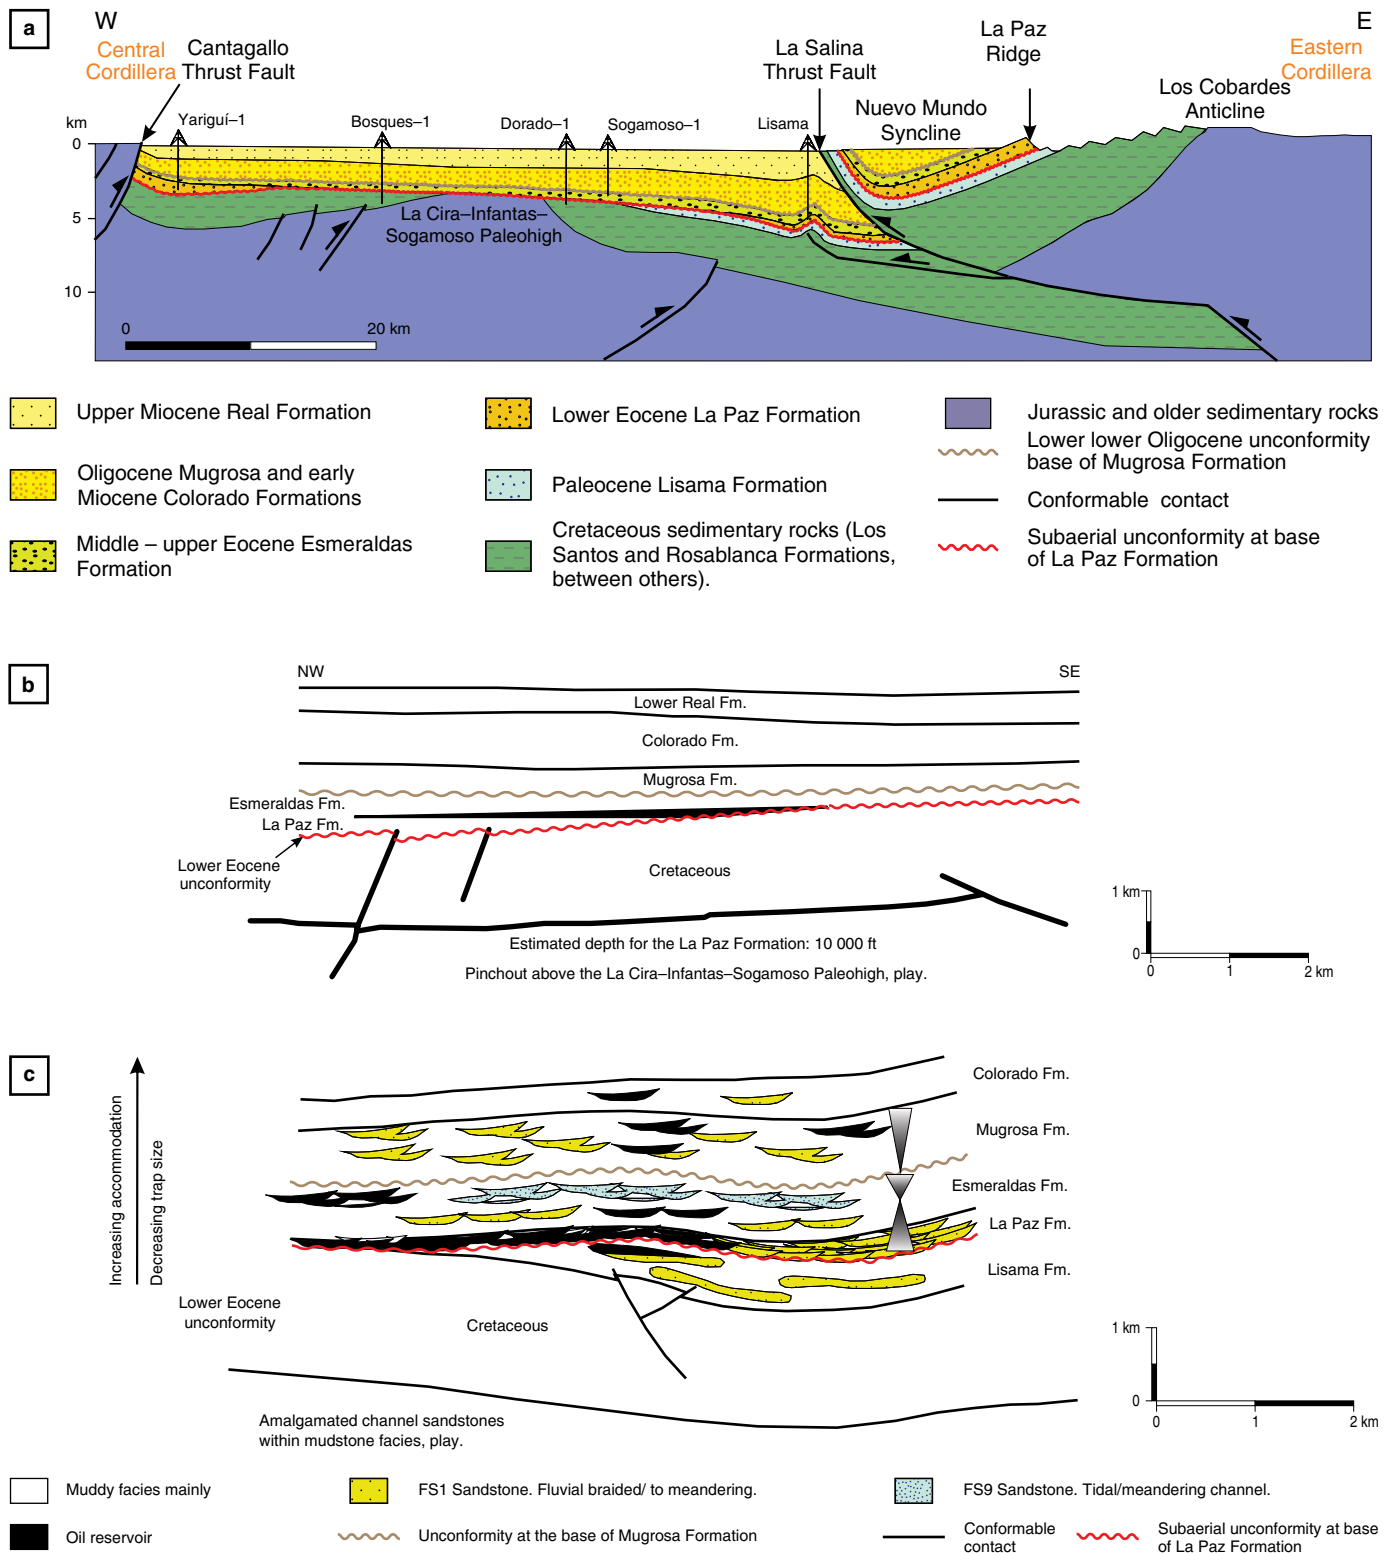 a
W
E
Central
Cordillera
Cantagallo
Thrust Fault
La Salina
Thrust Fault
La Paz
Ridge
Eastern
Cordillera
Los Cobardes
Anticline
Nuevo Mundo
Syncline
km
Yariguí–1
Bosques–1
Dorado–1
Sogamoso–1
Lisama
0
5
10
La Cira–Infantas–
Sogamoso Paleohigh
0
20 km
Upper Miocene Real Formation
Oligocene Mugrosa and early
Miocene Colorado Formations
Middle – upper Eocene Esmeraldas
Formation
Lower Eocene La Paz Formation
Paleocene Lisama Formation
Cretaceous sedimentary rocks (Los
Santos and Rosablanca Formations,
between others).
Jurassic and older sedimentary rocks
Lower lower Oligocene unconformity
base of Mugrosa Formation
Conformable contact
Subaerial unconformity at base
of La Paz Formation
b
NW
SE
Lower Real Fm.
Colorado Fm.
Mugrosa Fm.
Esmeraldas Fm.
La Paz Fm.
Lower Eocene
unconformity
Cretaceous
Estimated depth for the La Paz Formation: 10 000 ft
Pinchout above the La Cira–Infantas–Sogamoso Paleohigh, play.
1 km
0
0
1
2 km
c
Increasing accommodation
Decreasing trap size
Colorado Fm.
Mugrosa Fm.
Esmeraldas Fm.
La Paz Fm.
Lisama Fm.
Lower Eocene
unconformity
Cretaceous
Amalgamated channel sandstones
within mudstone facies, play.
1 km
0
0
1
2 km
Muddy facies mainly
FS1 Sandstone. Fluvial braided/ to meandering.
FS9 Sandstone. Tidal/meandering channel.
Oil reservoir
Unconformity at the base of Mugrosa Formation
Conformable
contact
Subaerial unconformity at base
of La Paz Formation